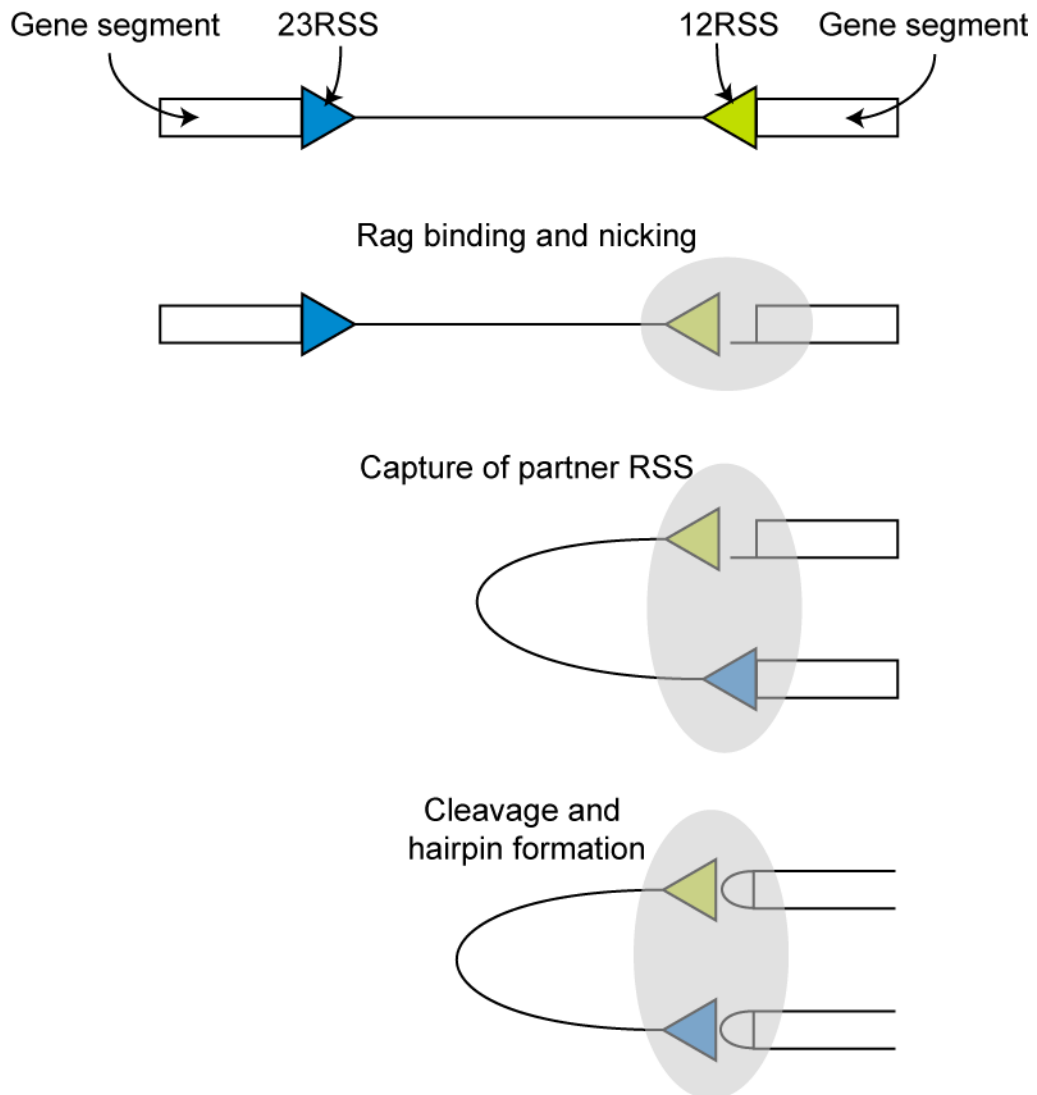 Gene segment 23RSS 12RSS Gene segment
Rag binding and nicking
Capture of partner RSS
Cleavage and
hairpin formation